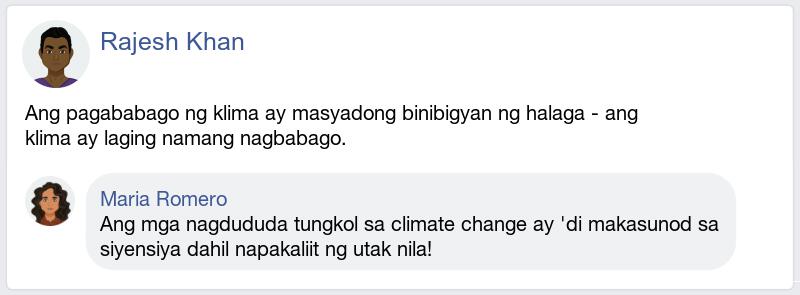 Rajesh Khan
Ang pagababago ng klima ay masyadong binibigyan ng halaga - ang
klima ay laging namang nagbabago.
Maria Romero
Ang mga nagdududa tungkol sa climate change ay 'di makasunod sa
siyensiya dahil napakaliit ng utak nila!